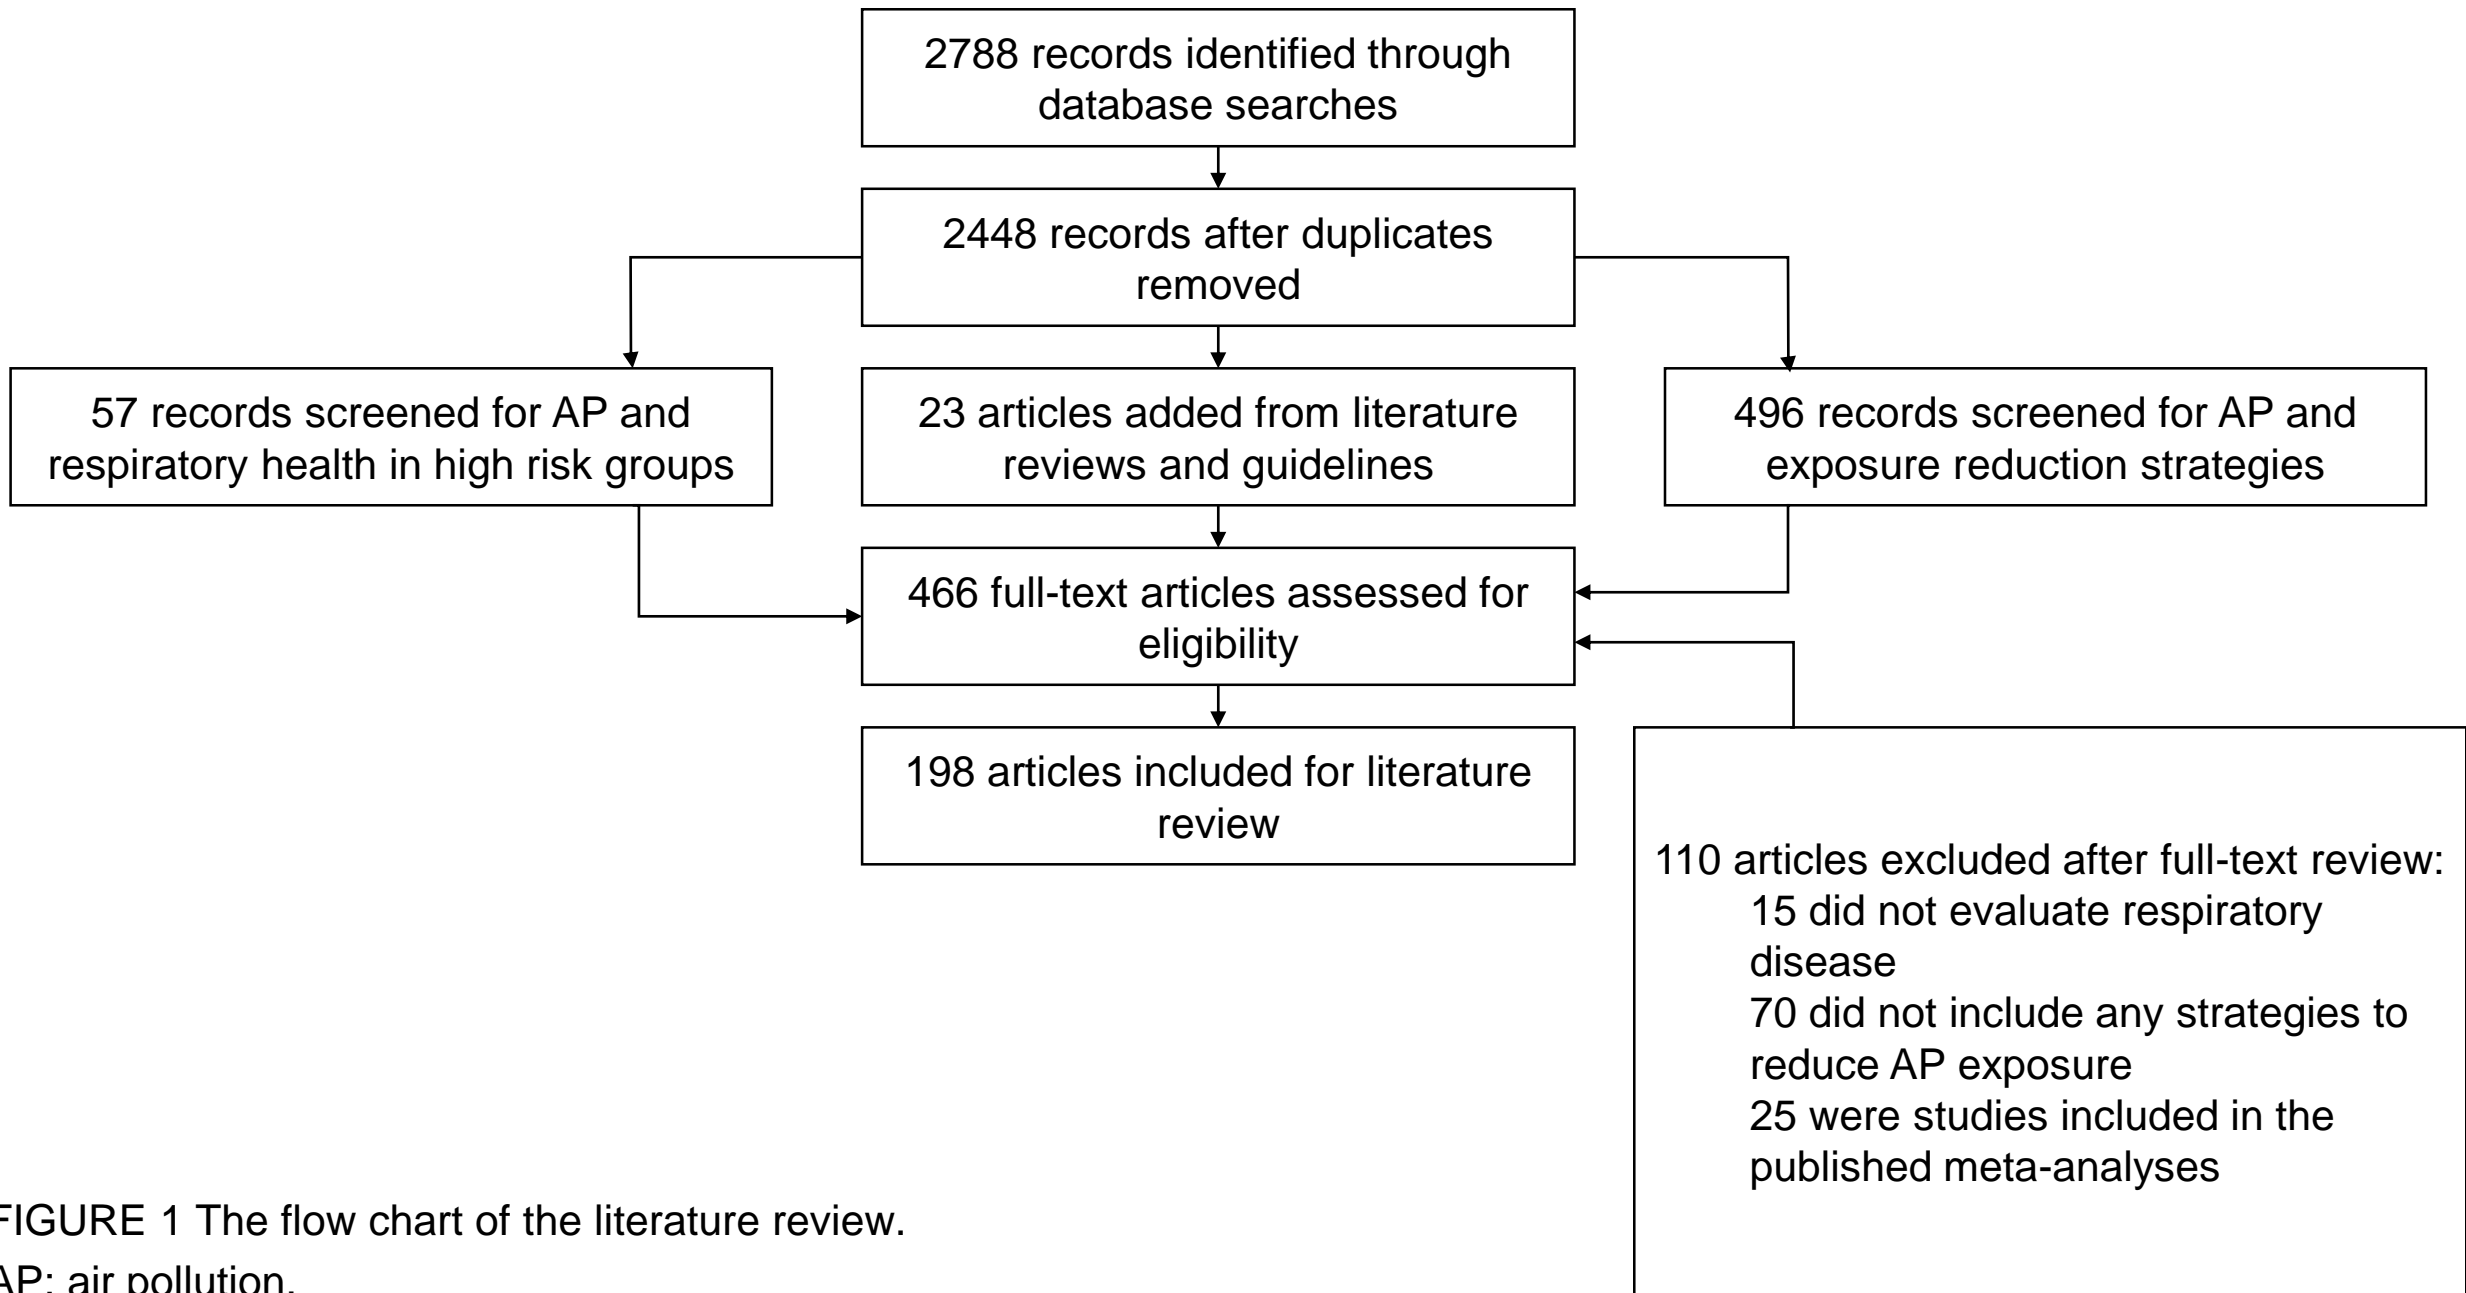 2788 records identified through
database searches
2448 records after duplicates
removed
57 records screened for AP and
respiratory health in high risk groups
23 articles added from literature
reviews and guidelines
496 records screened for AP and
exposure reduction strategies
466 full-text articles assessed for
eligibility
198 articles included for literature
review
110 articles excluded after full-text review:
15 did not evaluate respiratory
disease
70 did not include any strategies to
reduce AP exposure
25 were studies included in the
published meta-analyses
FIGURE 1 The flow chart of the literature review.
AP: air pollution.